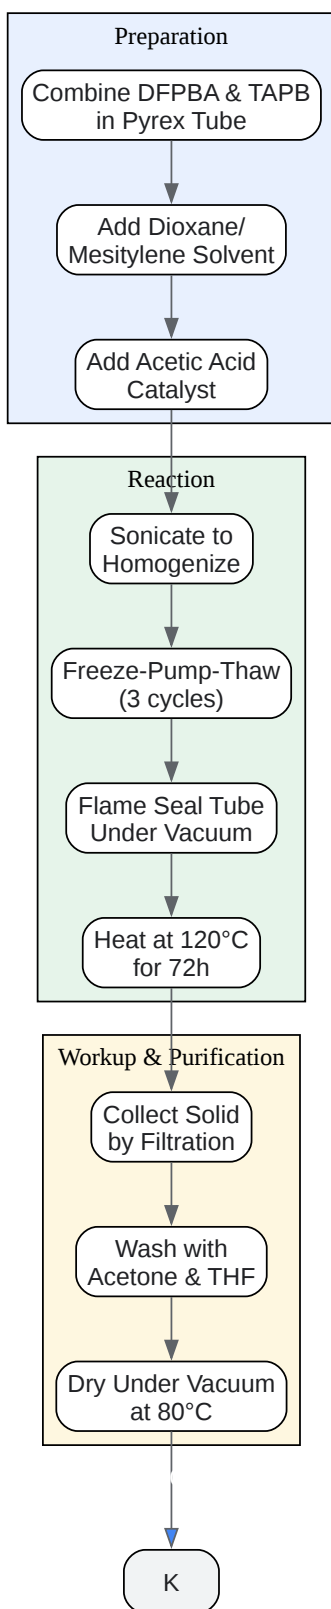 Preparation
Combine DFPBA & TAPB
in Pyrex Tube
Add Dioxane/
Mesitylene Solvent
Add Acetic Acid
Catalyst
Reaction
Sonicate to
Homogenize
Freeze-Pump-Thaw
(3 cycles)
Flame Seal Tube
Under Vacuum
Heat at 120°C
for 72h
Workup & Purification
Collect Solid
by Filtration
Wash with
Acetone & THF
Dry Under Vacuum
at 80°C
K